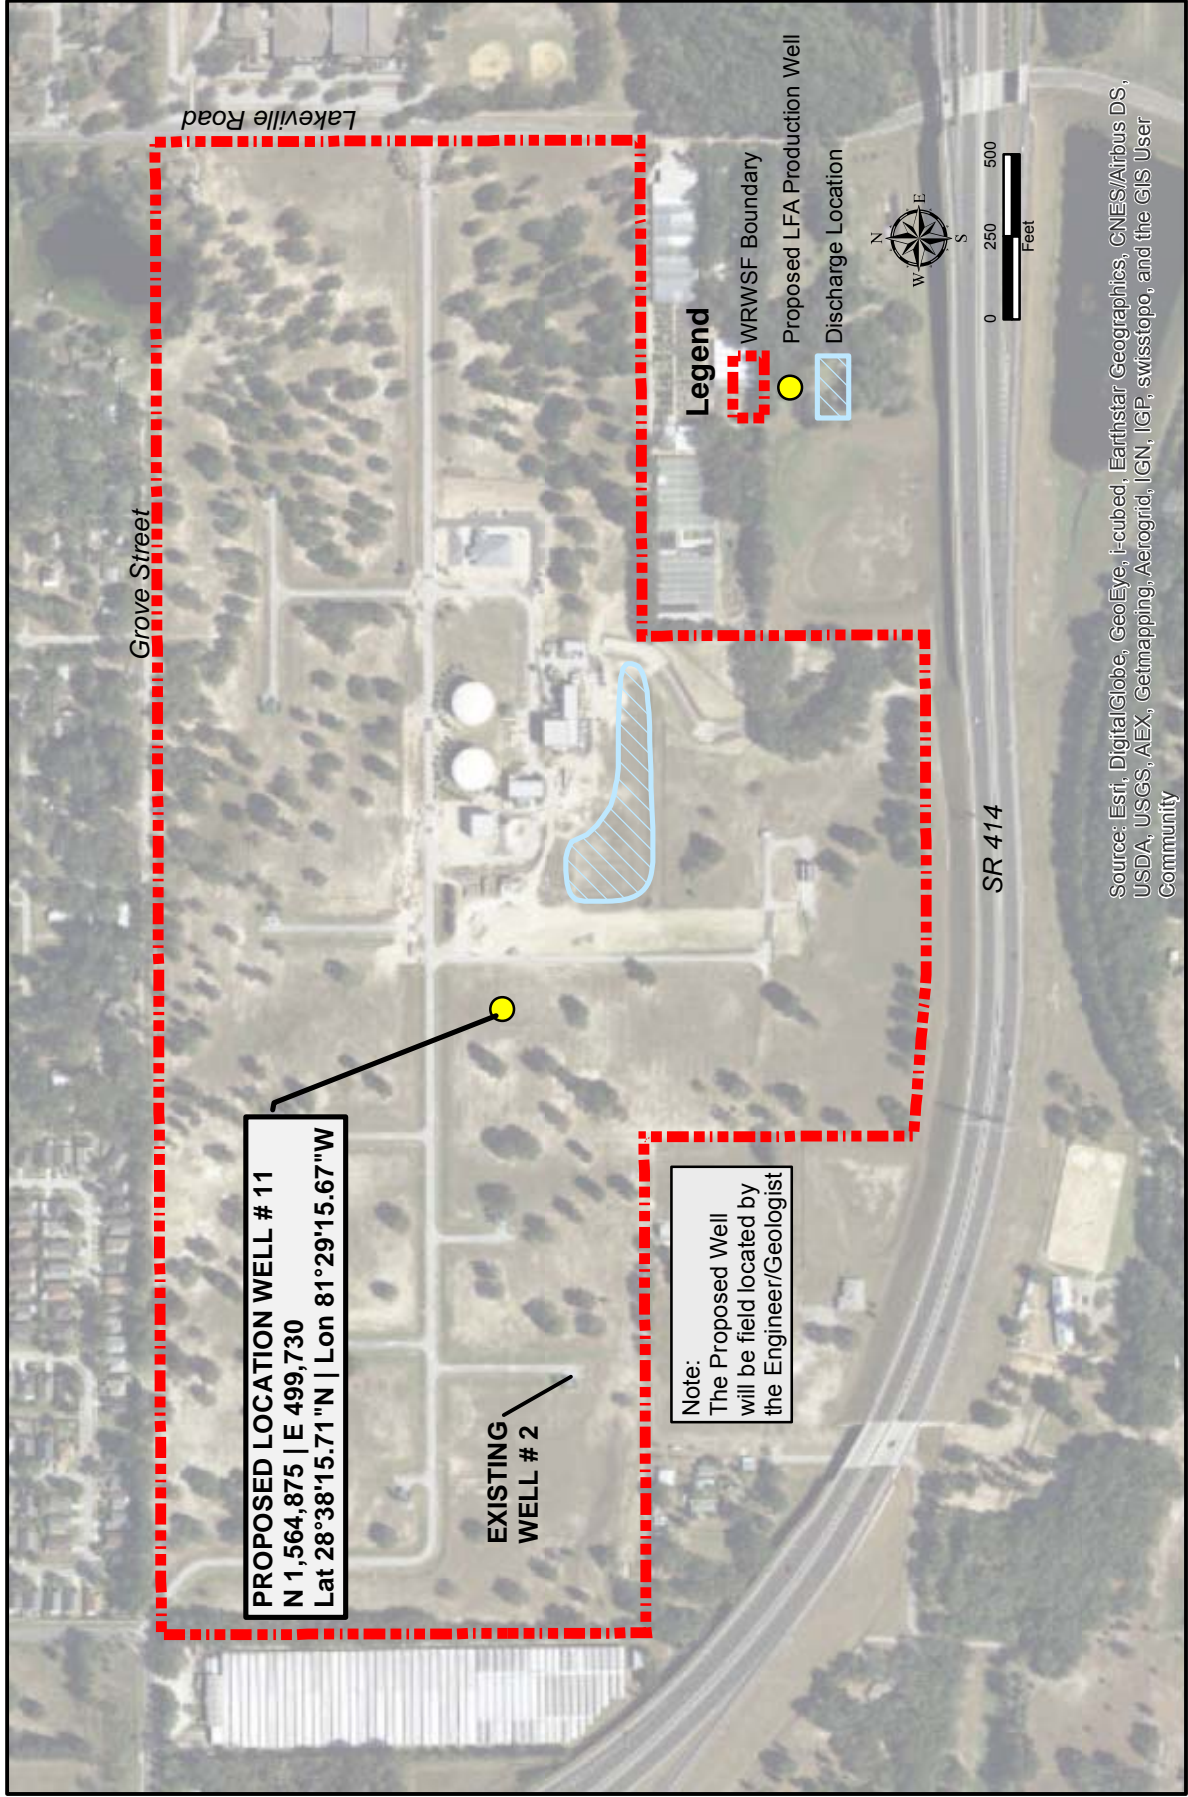 Grove Street
Lakeville Road
PROPOSED LOCATION WELL # 11
N 1,564,875 | E 499,730
Lat 28°38'15.71"N | Lon 81°29'15.67"W
EXISTING
WELL # 2
Note:
The Proposed Well
will be field located by
the Engineer/Geologist
SR 414
Legend
WRWSF Boundary
Proposed LFA Production Well
Discharge Location
N
W
E
S
0 250 500
Feet
Source: Esri, DigitalGlobe, GeoEye, i-cubed, Earthstar Geographics, CNES/Airbus DS,
USDA, USGS, AEX, Getmapping, Aerogrid, IGN, IGP, swisstopo, and the GIS User
Community